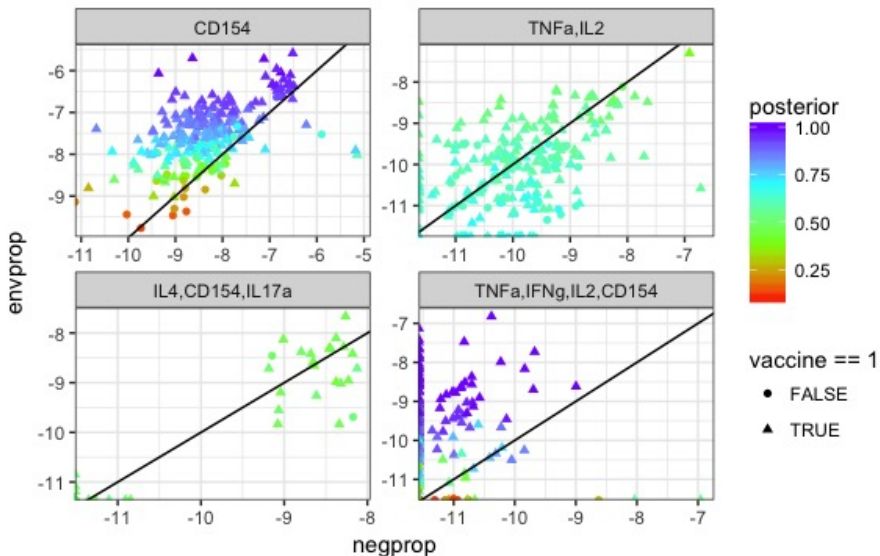 CD154
TNFa,IL2
-6
-7
-8
-9
-11 -10 -9 -8 -7 -6 -5
-8
-9
-10
-11
-11 -10 -9 -8 -7
IL4,CD154,IL17a
TNFa,IFNg,IL2,CD154
-8
-9
-10
-11
-11 -10 -9 -8
-7
-8
-9
-10
-11
-11 -10 -9 -8 -7
envprop
negprop
posterior
1.00
0.75
0.50
0.25
vaccine == 1
FALSE
TRUE